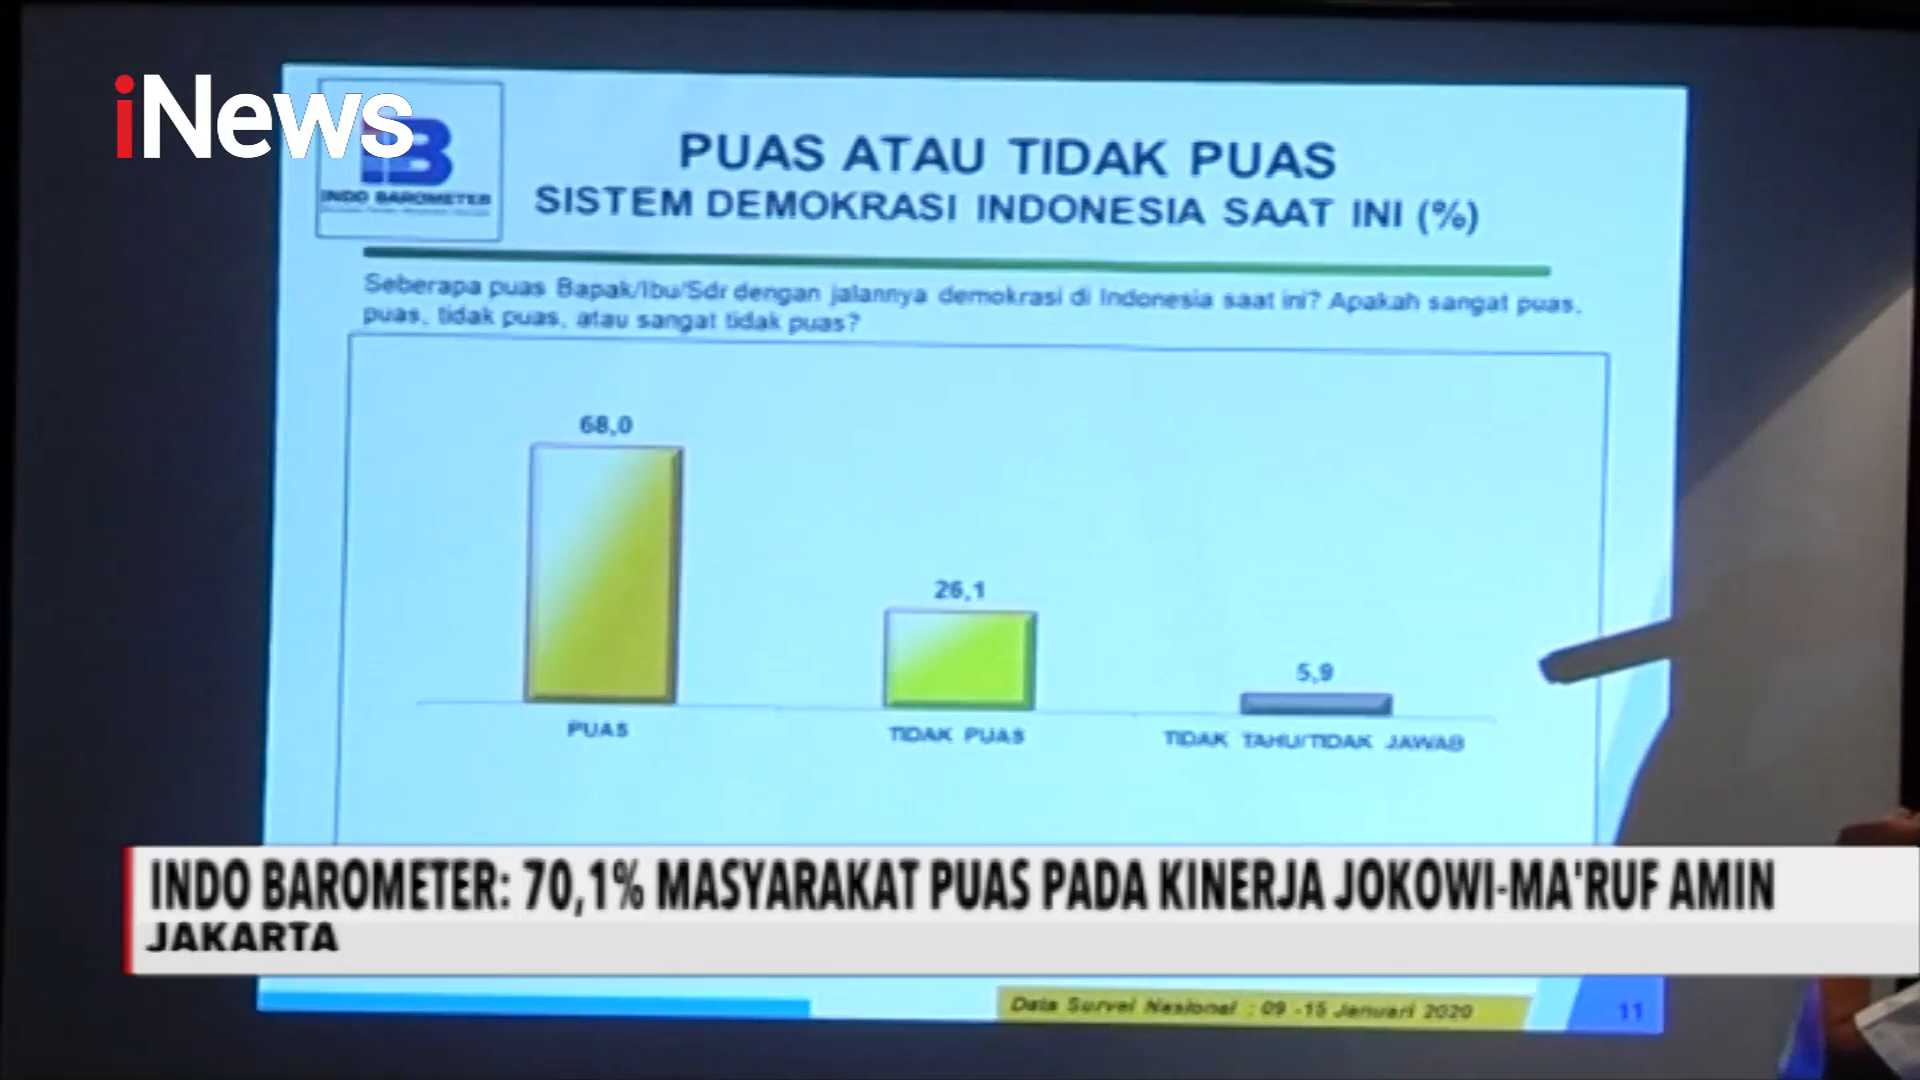 iNews
IB
INDO BAROMETER
PUAS ATAU TIDAK PUAS
SISTEM DEMOKRASI INDONESIA SAAT INI (%)
Seberapa puas Bapak/Ibu/Sdr dengan jalannya demokrasi di Indonesia saat ini? Apakah sangat puas,
puas, tidak puas, atau sangat tidak puas?
68,0
26,1
5,9
PUAS
TIDAK PUAS
TIDAK TAHU/TIDAK JAWAB
INDO BAROMETER: 70,1% MASYARAKAT PUAS PADA KINERJA JOKOWI-MA'RUF AMIN
JAKARTA
Data Survei Nasional : 09 -15 Januari 2020
11